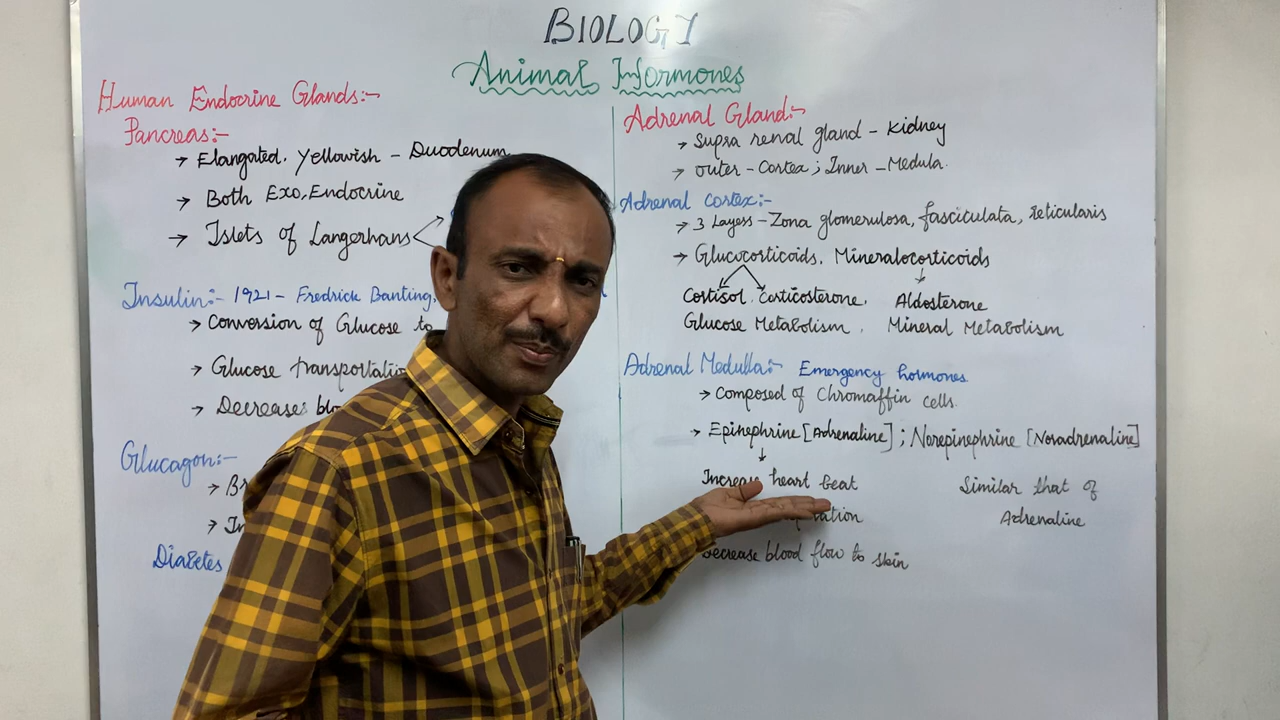 BIOLOGY
Animal Hormones
Human Endocrine Glands:-
Pancreas:-
→ Elangated, Yellowish - Duodenum
→ Both Exo, Endocrine
→ Islets of Langerhans
Insulin:- 1921 - Fredrick Banting,
→ Conversion of Glucose to
→ Glucose transportation
→ Decreases
Glucagon:-
Diabetes
Adrenal Gland:-
→ Supra renal gland - Kidney
→ outer - Cortex ; Inner - Medula.
Adrenal cortex:-
→ 3 Layers - Zona glomerulosa, fasciculata, reticularis
→ Glucocorticoids, Mineralocorticoids
Cortisol, Corticosterone, Aldosterone
Glucose Metabolism, Mineral Metabolism
Adrenal Medulla:- Emergency hormones
→ Composed of Chromaffin cells.
→ Epinephrine [Adrenaline] ; Norepinephrine [Noradrenaline]
Increase heart beat Similar that of
Adrenaline
Decrease blood flow to skin